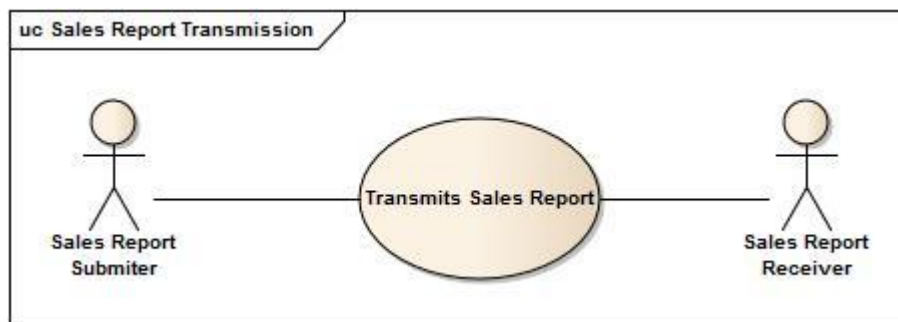 uc Sales Report Transmission
Transmits Sales Report
Sales Report
Submiter
Sales Report
Receiver